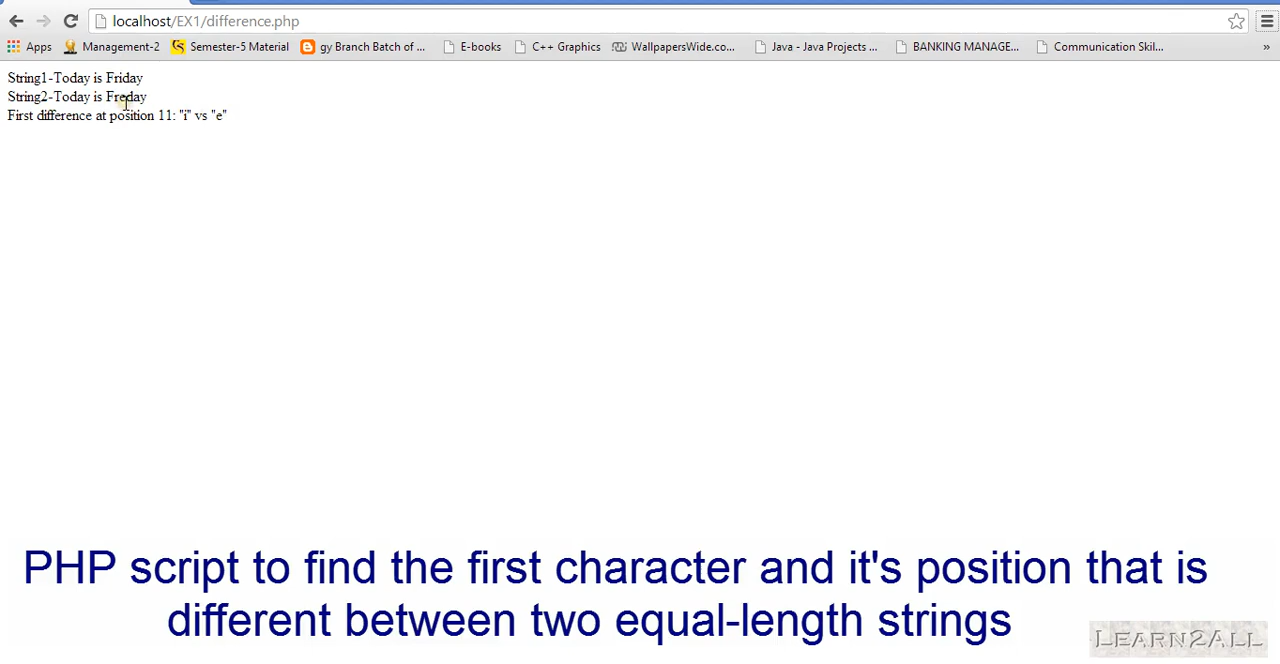 localhost/EX1/difference.php
Apps Management-2 Semester-5 Material gy Branch Batch of ... E-books C++ Graphics WallpapersWide.co... Java - Java Projects ... BANKING MANAGE... Communication Skil... »
String1-Today is Friday
String2-Today is Freday
First difference at position 11: "i" vs "e"
PHP script to find the first character and it's position that is
different between two equal-length strings
LEARN2ALL